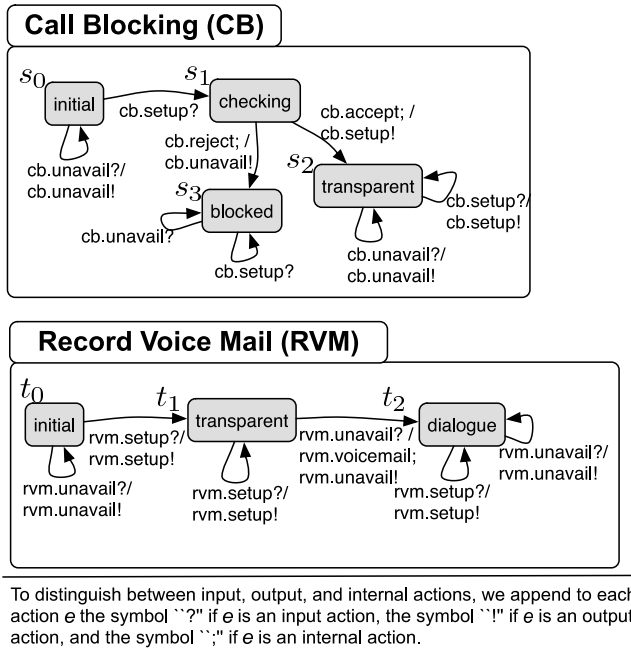 Call Blocking (CB)
s0
initial
cb.setup?
s1
checking
cb.unavail?/
cb.unavail!
cb.reject; /
cb.unavail!
cb.accept; /
cb.setup!
s2
transparent
cb.setup?/
cb.setup!
s3
blocked
cb.unavail?
cb.setup?
cb.unavail?/
cb.unavail!
Record Voice Mail (RVM)
t0
initial
rvm.setup?/
rvm.setup!
t1
transparent
rvm.unavail? /
rvm.voicemail;
rvm.unavail!
t2
dialogue
rvm.unavail?/
rvm.unavail!
rvm.unavail?/
rvm.unavail!
rvm.setup?/
rvm.setup!
rvm.setup?/
rvm.setup!
To distinguish between input, output, and internal actions, we append to each
action e the symbol ``?" if e is an input action, the symbol ``!" if e is an output
action, and the symbol ``;" if e is an internal action.